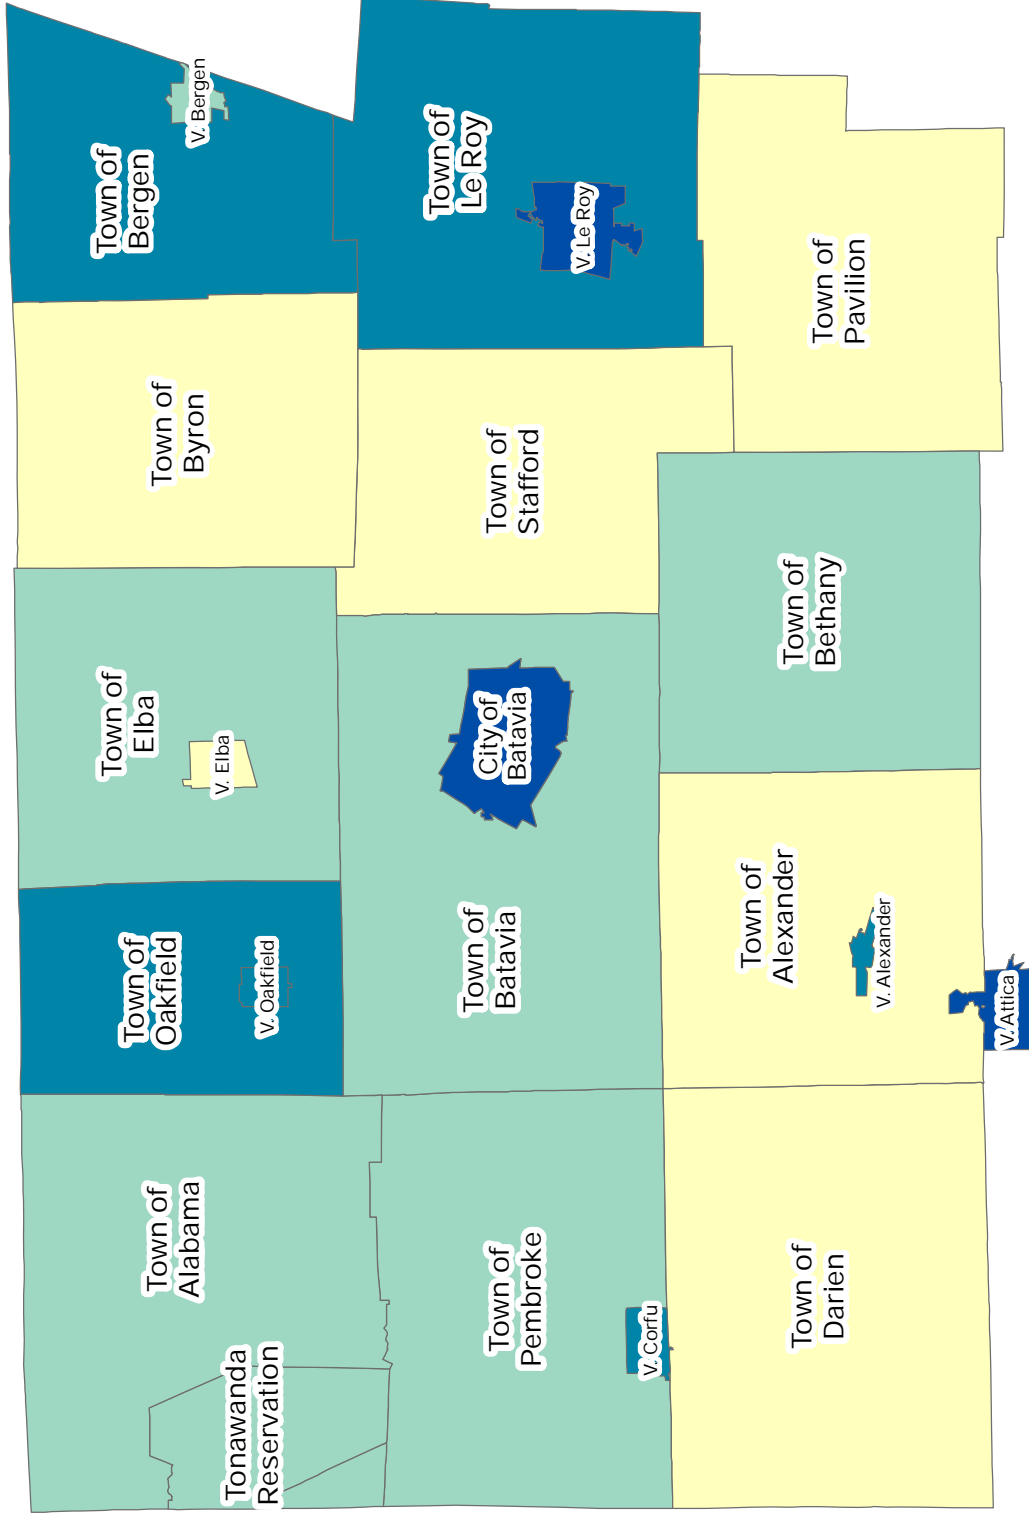 Town of
Alabama
Tonawanda
Reservation
Town of
Oakfield
V. Oakfield
Town of
Elba
V. Elba
Town of
Byron
Town of
Bergen
V. Bergen
Town of
Pembroke
V. Corfu
Town of
Batavia
City of
Batavia
Town of
Stafford
Town of
Le Roy
V. Le Roy
Town of
Darien
Town of
Alexander
V. Alexander
V. Attica
Town of
Bethany
Town of
Pavilion